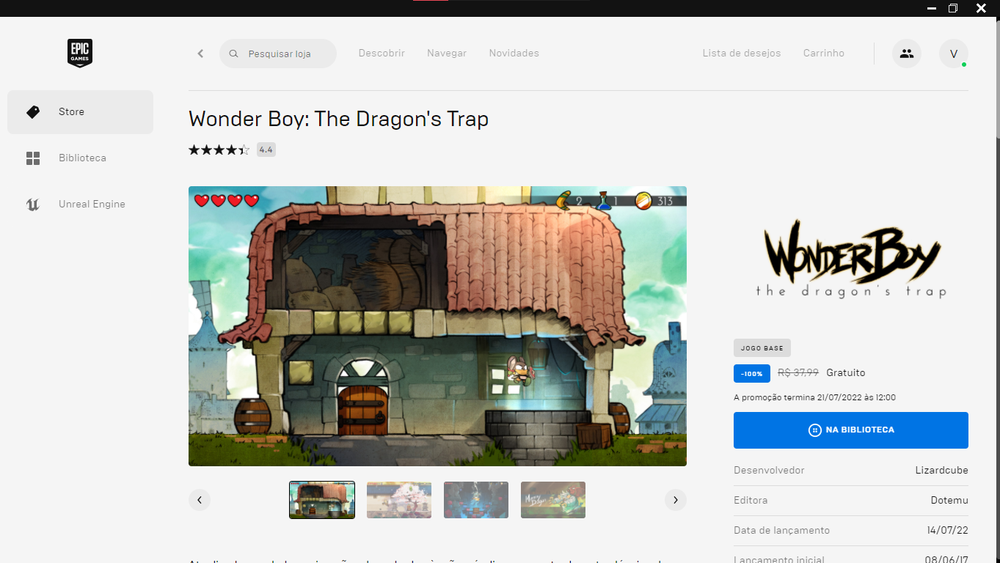 EPIC
GAMES
Pesquisar loja
Descobrir
Navegar
Novidades
Lista de desejos
Carrinho
V
Store
Biblioteca
Unreal Engine
Wonder Boy: The Dragon's Trap
4.4
2
1
313
WONDER BOY
the dragon's trap
JOGO BASE
-100% R$ 37,99 Gratuito
A promoção termina 21/07/2022 às 12:00
NA BIBLIOTECA
Desenvolvedor Lizardcube
Editora Dotemu
Data de lançamento 14/07/22
Lançamento inicial 08/06/17